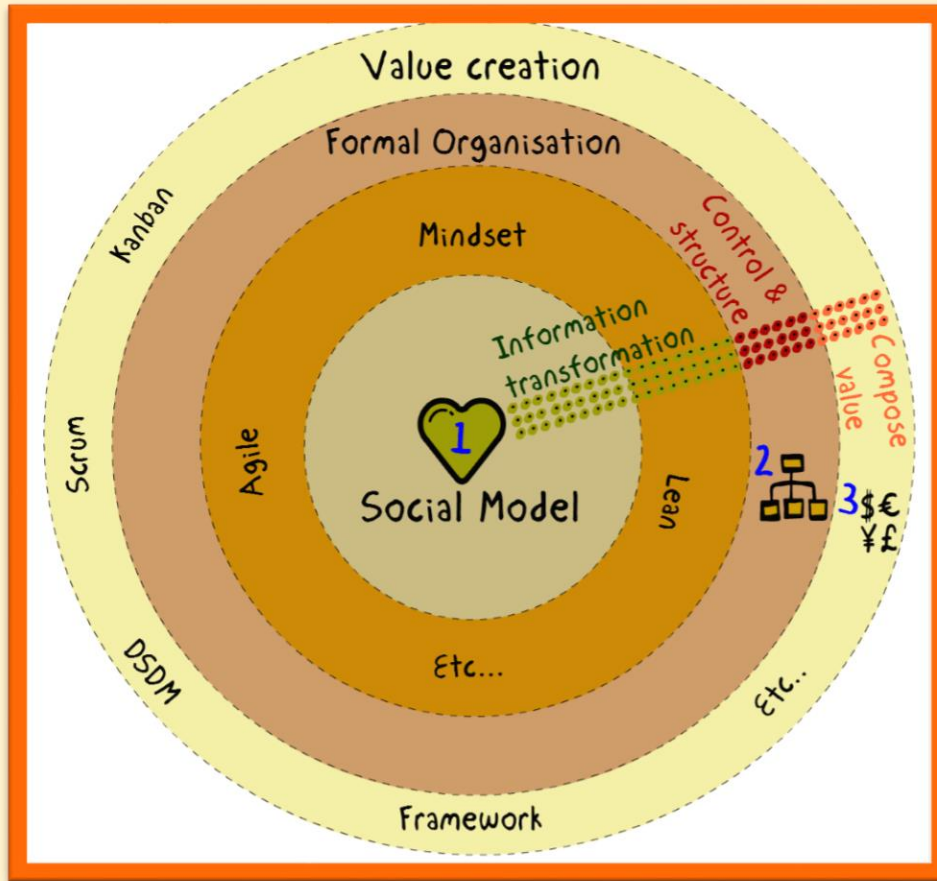 Value creation
Formal Organisation
Mindset
Kanban
Control &
structure
Information
transformation
Compose
value
1
Social Model
Scrum
Agile
Lean
2
3
$€
¥£
DSDM
Etc...
Etc..
Framework